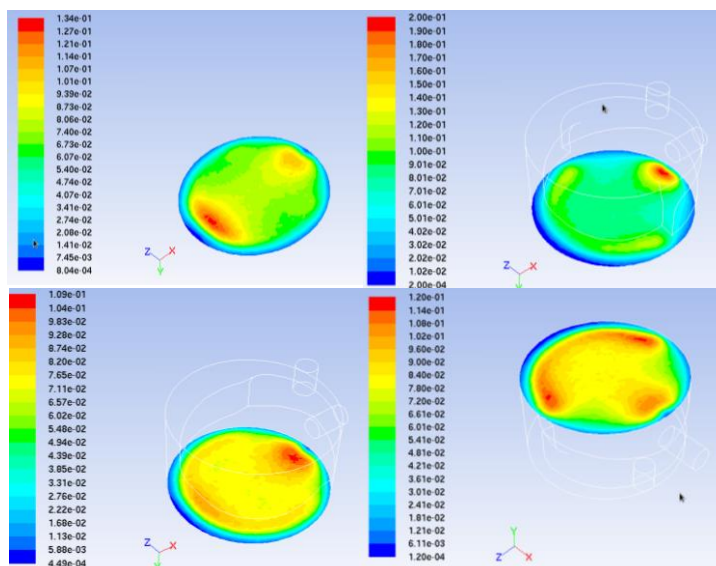 1.34e-01
1.27e-01
1.21e-01
1.14e-01
1.07e-01
1.01e-01
9.39e-02
8.73e-02
8.06e-02
7.40e-02
6.73e-02
6.07e-02
5.40e-02
4.74e-02
4.07e-02
3.41e-02
2.74e-02
2.08e-02
1.41e-02
7.45e-03
8.04e-04
Z X
Y
2.00e-01
1.90e-01
1.80e-01
1.70e-01
1.60e-01
1.50e-01
1.40e-01
1.30e-01
1.20e-01
1.10e-01
1.00e-01
9.01e-02
8.01e-02
7.01e-02
6.01e-02
5.01e-02
4.02e-02
3.02e-02
2.02e-02
1.02e-02
2.00e-04
Z X
Y
1.09e-01
1.04e-01
9.83e-02
9.28e-02
8.74e-02
8.20e-02
7.65e-02
7.11e-02
6.57e-02
6.02e-02
5.48e-02
4.94e-02
4.39e-02
3.85e-02
3.31e-02
2.76e-02
2.22e-02
1.68e-02
1.13e-02
5.88e-03
4.49e-04
Z X
Y
1.20e-01
1.14e-01
1.08e-01
1.02e-01
9.60e-02
9.00e-02
8.40e-02
7.80e-02
7.20e-02
6.61e-02
6.01e-02
5.41e-02
4.81e-02
4.21e-02
3.61e-02
3.01e-02
2.41e-02
1.81e-02
1.21e-02
6.11e-03
1.20e-04
Y
Z X